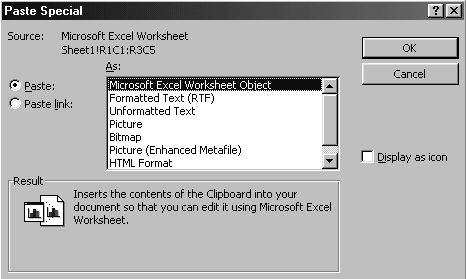 Paste Special
Source: Microsoft Excel Worksheet
Sheet1!R1C1:R3C5
As:
Paste:
Paste link:
Microsoft Excel Worksheet Object
Formatted Text (RTF)
Unformatted Text
Picture
Bitmap
Picture (Enhanced Metafile)
HTML Format
OK
Cancel
Display as icon
Result
Inserts the contents of the Clipboard into your
document so that you can edit it using Microsoft Excel
Worksheet.